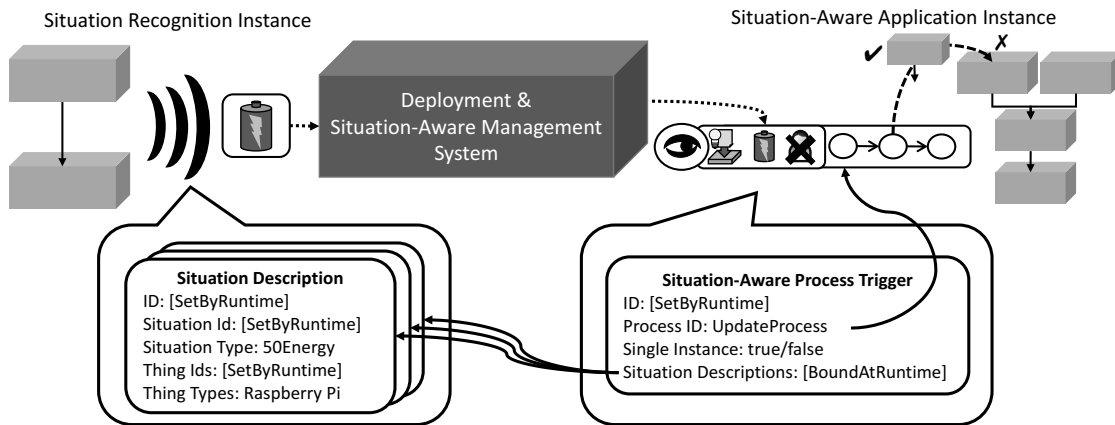 Situation Recognition Instance
Situation-Aware Application Instance
Deployment &
Situation-Aware Management
System
✔
✗
Situation Description
ID: [SetByRuntime]
Situation Id: [SetByRuntime]
Situation Type: 50Energy
Thing Ids: [SetByRuntime]
Thing Types: Raspberry Pi
Situation-Aware Process Trigger
ID: [SetByRuntime]
Process ID: UpdateProcess
Single Instance: true/false
Situation Descriptions: [BoundAtRuntime]